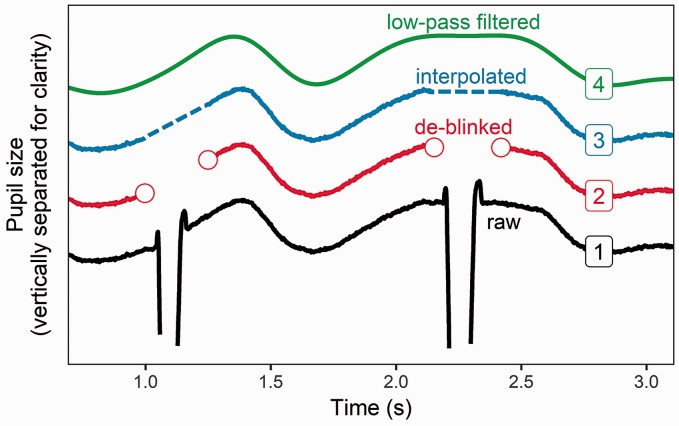 low-pass filtered
4
interpolated
3
de-blinked
2
raw
1
Pupil size
(vertically separated for clarity)
1.0 1.5 2.0 2.5 3.0
Time (s)